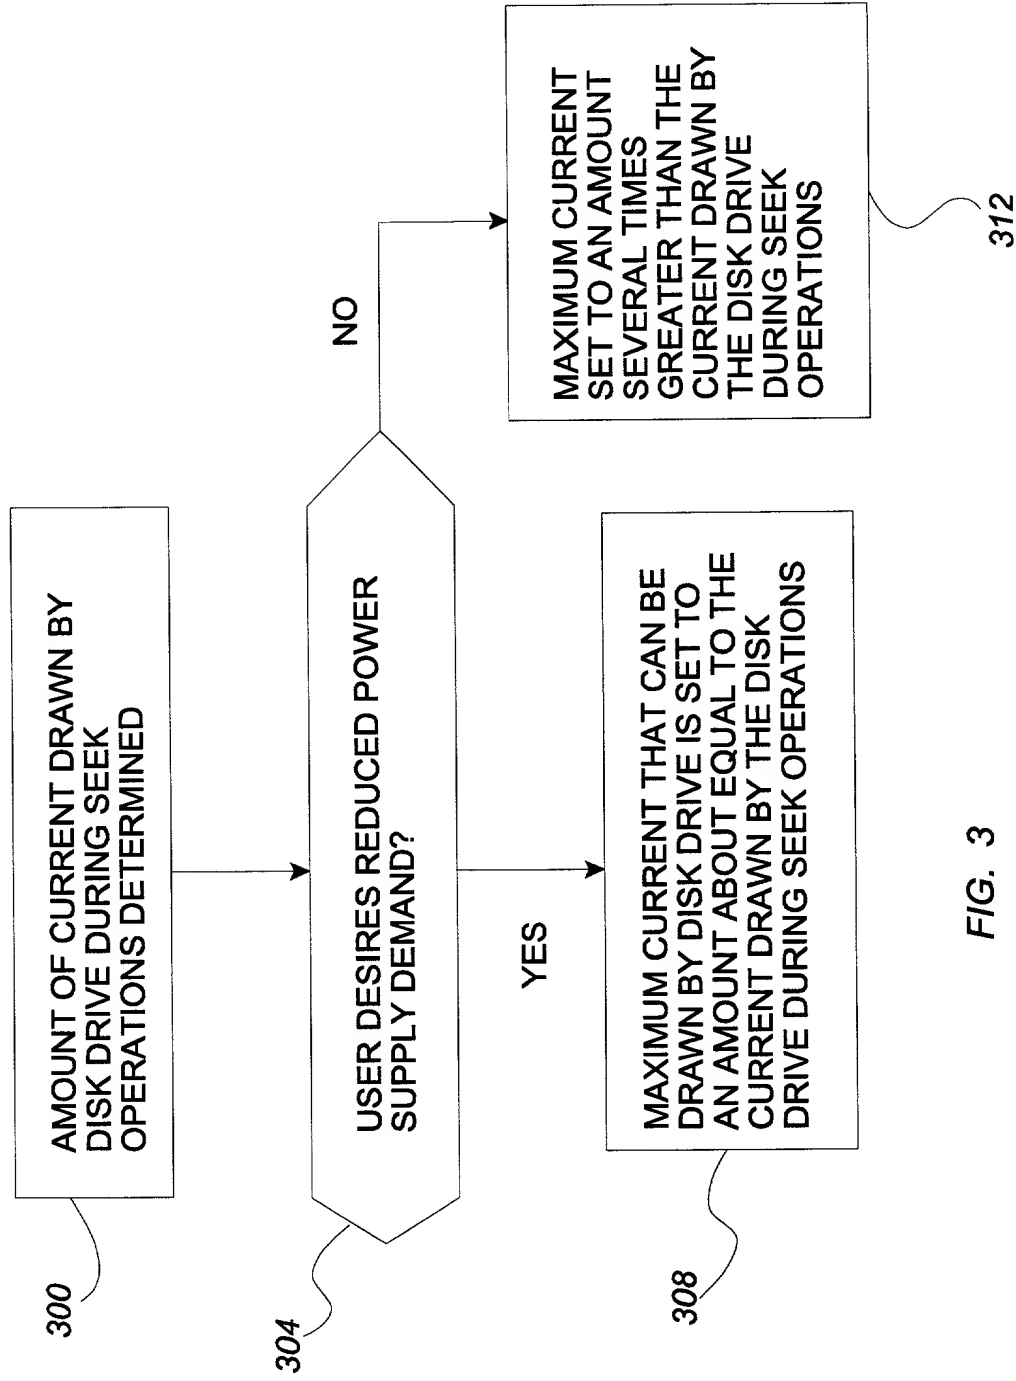 AMOUNT OF CURRENT DRAWN BY
DISK DRIVE DURING SEEK
OPERATIONS DETERMINED
300
USER DESIRES REDUCED POWER
SUPPLY DEMAND?
304
NO
YES
MAXIMUM CURRENT THAT CAN BE
DRAWN BY DISK DRIVE IS SET TO
AN AMOUNT ABOUT EQUAL TO THE
CURRENT DRAWN BY THE DISK
DRIVE DURING SEEK OPERATIONS
308
MAXIMUM CURRENT
SET TO AN AMOUNT
SEVERAL TIMES
GREATER THAN THE
CURRENT DRAWN BY
THE DISK DRIVE
DURING SEEK
OPERATIONS
312
FIG. 3